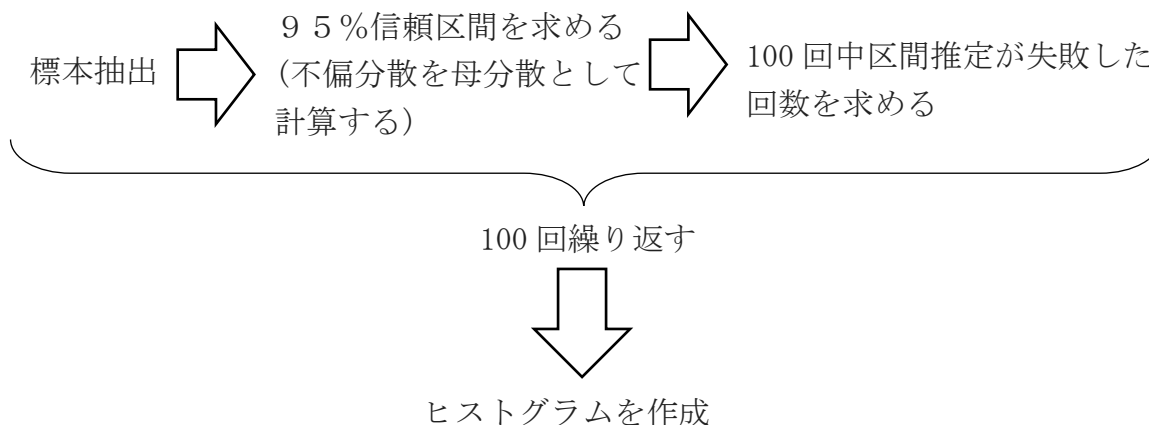 標本抽出
９５%信頼区間を求める
(不偏分散を母分散として
計算する)
100 回中区間推定が失敗した
回数を求める
100 回繰り返す
ヒストグラムを作成